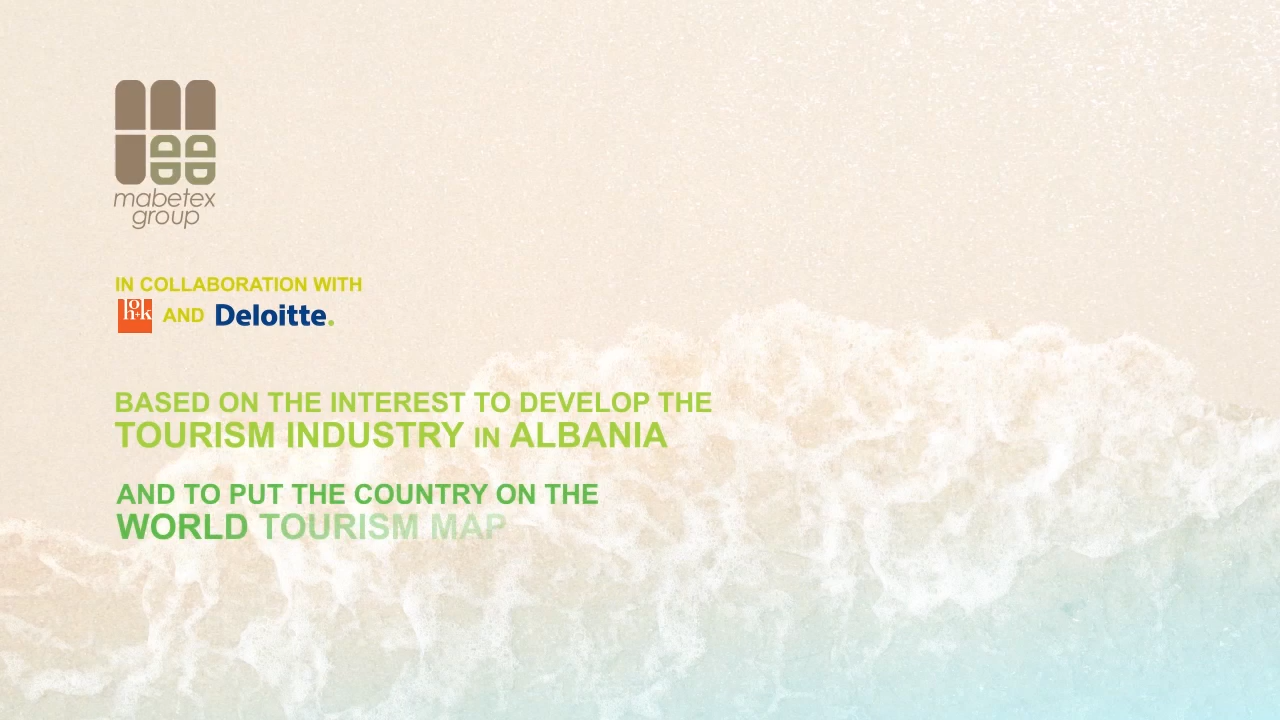 mabetex
group
IN COLLABORATION WITH
hok AND Deloitte.
BASED ON THE INTEREST TO DEVELOP THE
TOURISM INDUSTRY IN ALBANIA
AND TO PUT THE COUNTRY ON THE
WORLD TOURISM MAP